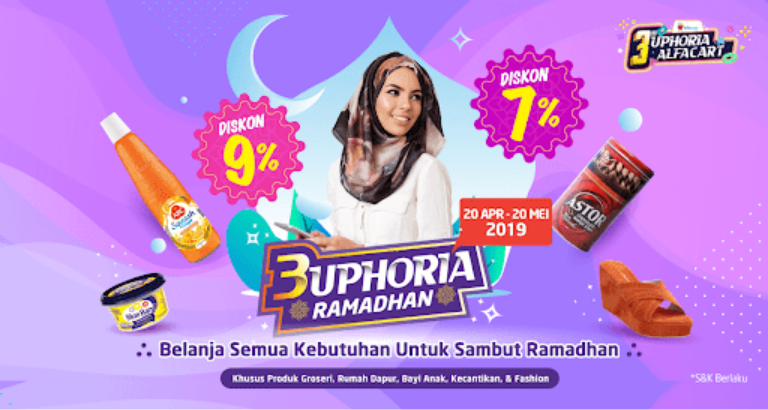 3UPHORIA
ALFACART
DISKON
7%
DISKON
9%
20 APR - 20 MEI
2019
ASTOR
3UPHORIA
RAMADHAN
Belanja Semua Kebutuhan Untuk Sambut Ramadhan
Khusus Produk Groseri, Rumah Dapur, Bayi Anak, Kecantikan, & Fashion
*S&K Berlaku